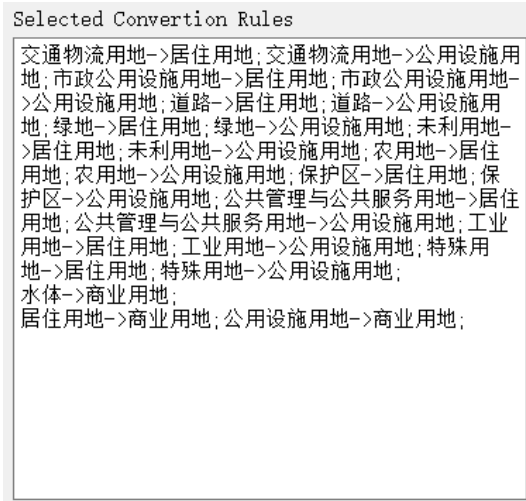 Selected Convertion Rules
交通物流用地->居住用地;交通物流用地->公用设施用
地;市政公用设施用地->居住用地;市政公用设施用地-
>公用设施用地;道路->居住用地;道路->公用设施用
地;绿地->居住用地;绿地->公用设施用地;未利用地-
>居住用地;未利用地->公用设施用地;农用地->居住
用地;农用地->公用设施用地;保护区->居住用地;保
护区->公用设施用地;公共管理与公共服务用地->居住
用地;公共管理与公共服务用地->公用设施用地;工业
用地->居住用地;工业用地->公用设施用地;特殊用
地->居住用地;特殊用地->公用设施用地;
水体->商业用地;
居住用地->商业用地;公用设施用地->商业用地;